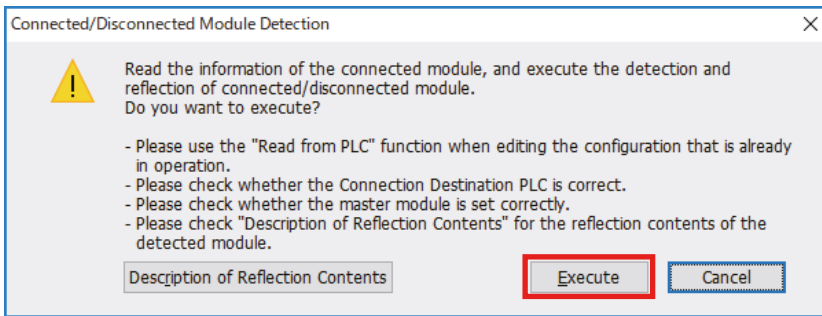 Connected/Disconnected Module Detection
Read the information of the connected module, and execute the detection and
reflection of connected/disconnected module.
Do you want to execute?
- Please use the "Read from PLC" function when editing the configuration that is already
in operation.
- Please check whether the Connection Destination PLC is correct.
- Please check whether the master module is set correctly.
- Please check "Description of Reflection Contents" for the reflection contents of the
detected module.
Description of Reflection Contents
Execute
Cancel